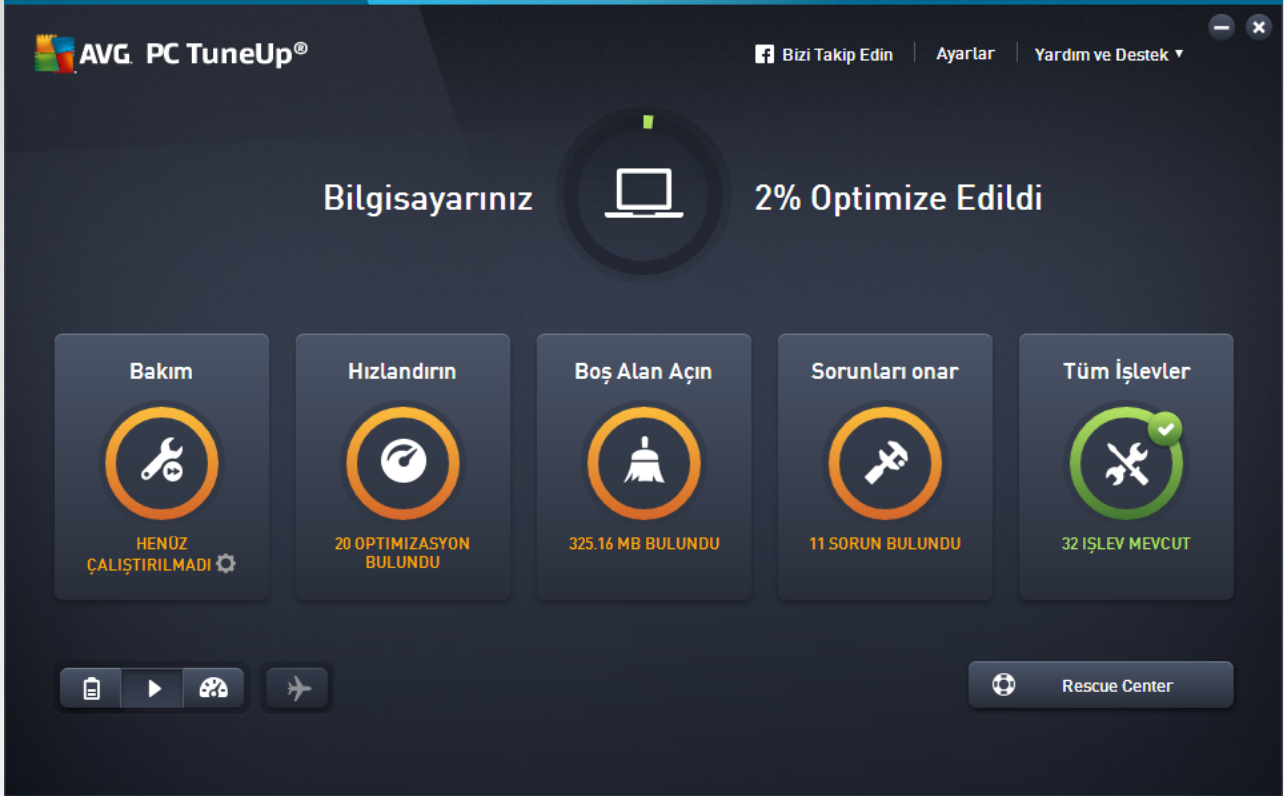 AVG PC TuneUp®
Bizi Takip Edin
Ayarlar
Yardım ve Destek
Bilgisayarınız
2% Optimize Edildi
Bakım
HENÜZ
ÇALIŞTIRILMADI
Hızlandırın
20 OPTIMIZASYON
BULUNDU
Boş Alan Açın
325.16 MB BULUNDU
Sorunları onar
11 SORUN BULUNDU
Tüm İşlevler
32 IŞLEV MEVCUT
Rescue Center